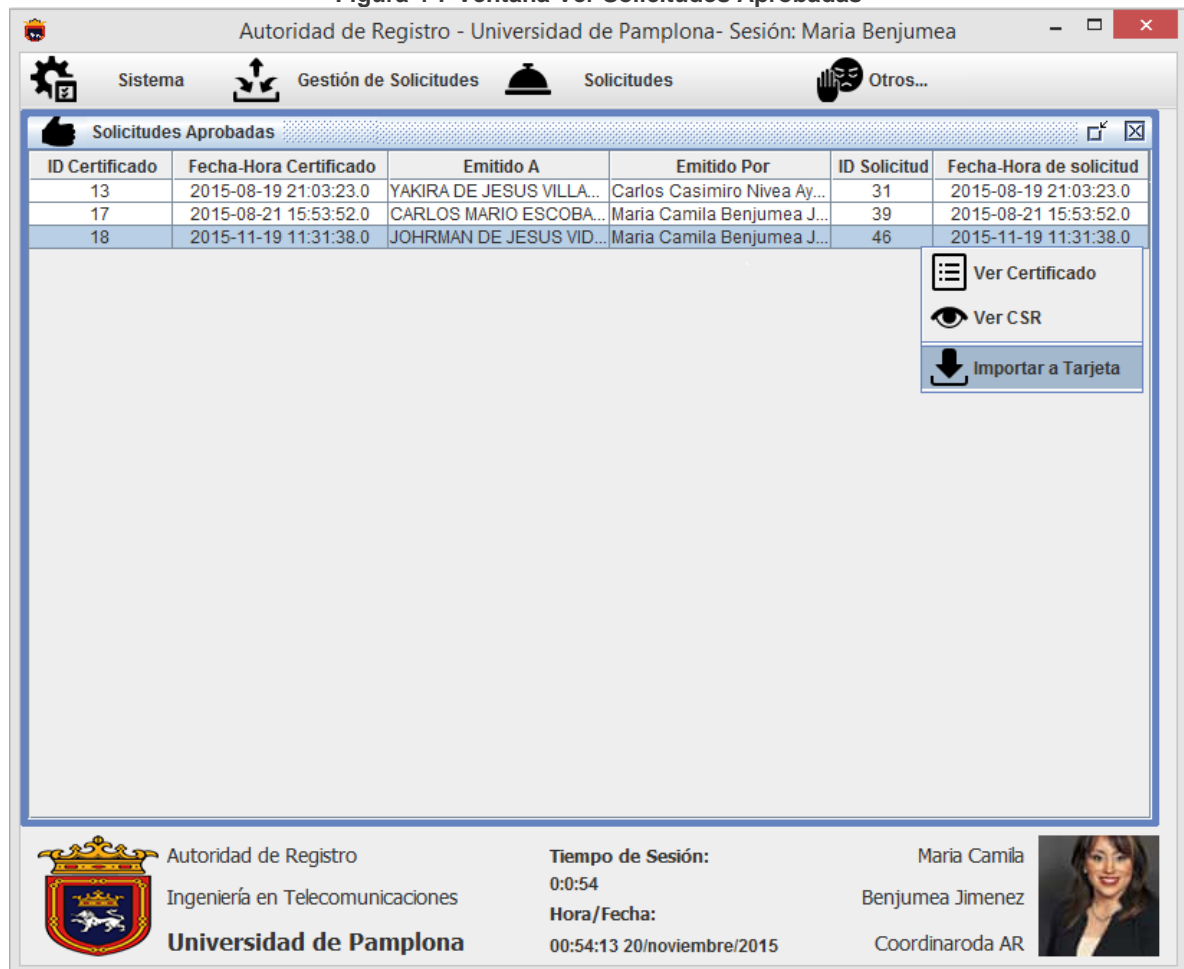 Figura 14 Ventana Ver Solicitudes Aprobadas
Autoridad de Registro - Universidad de Pamplona- Sesión: Maria Benjumea
Sistema Gestión de Solicitudes Solicitudes Otros...
Solicitudes Aprobadas
ID Certificado Fecha-Hora Certificado Emitido A Emitido Por ID Solicitud Fecha-Hora de solicitud
13 2015-08-19 21:03:23.0 YAKIRA DE JESUS VILLA... Carlos Casimiro Nivea Ay... 31 2015-08-19 21:03:23.0
17 2015-08-21 15:53:52.0 CARLOS MARIO ESCOBA... Maria Camila Benjumea J... 39 2015-08-21 15:53:52.0
18 2015-11-19 11:31:38.0 JOHRMAN DE JESUS VID... Maria Camila Benjumea J... 46 2015-11-19 11:31:38.0
Ver Certificado
Ver CSR
Importar a Tarjeta
Autoridad de Registro
Ingeniería en Telecomunicaciones
Universidad de Pamplona
Tiempo de Sesión:
0:0:54
Hora/Fecha:
00:54:13 20/noviembre/2015
Maria Camila
Benjumea Jimenez
Coordinaroda AR